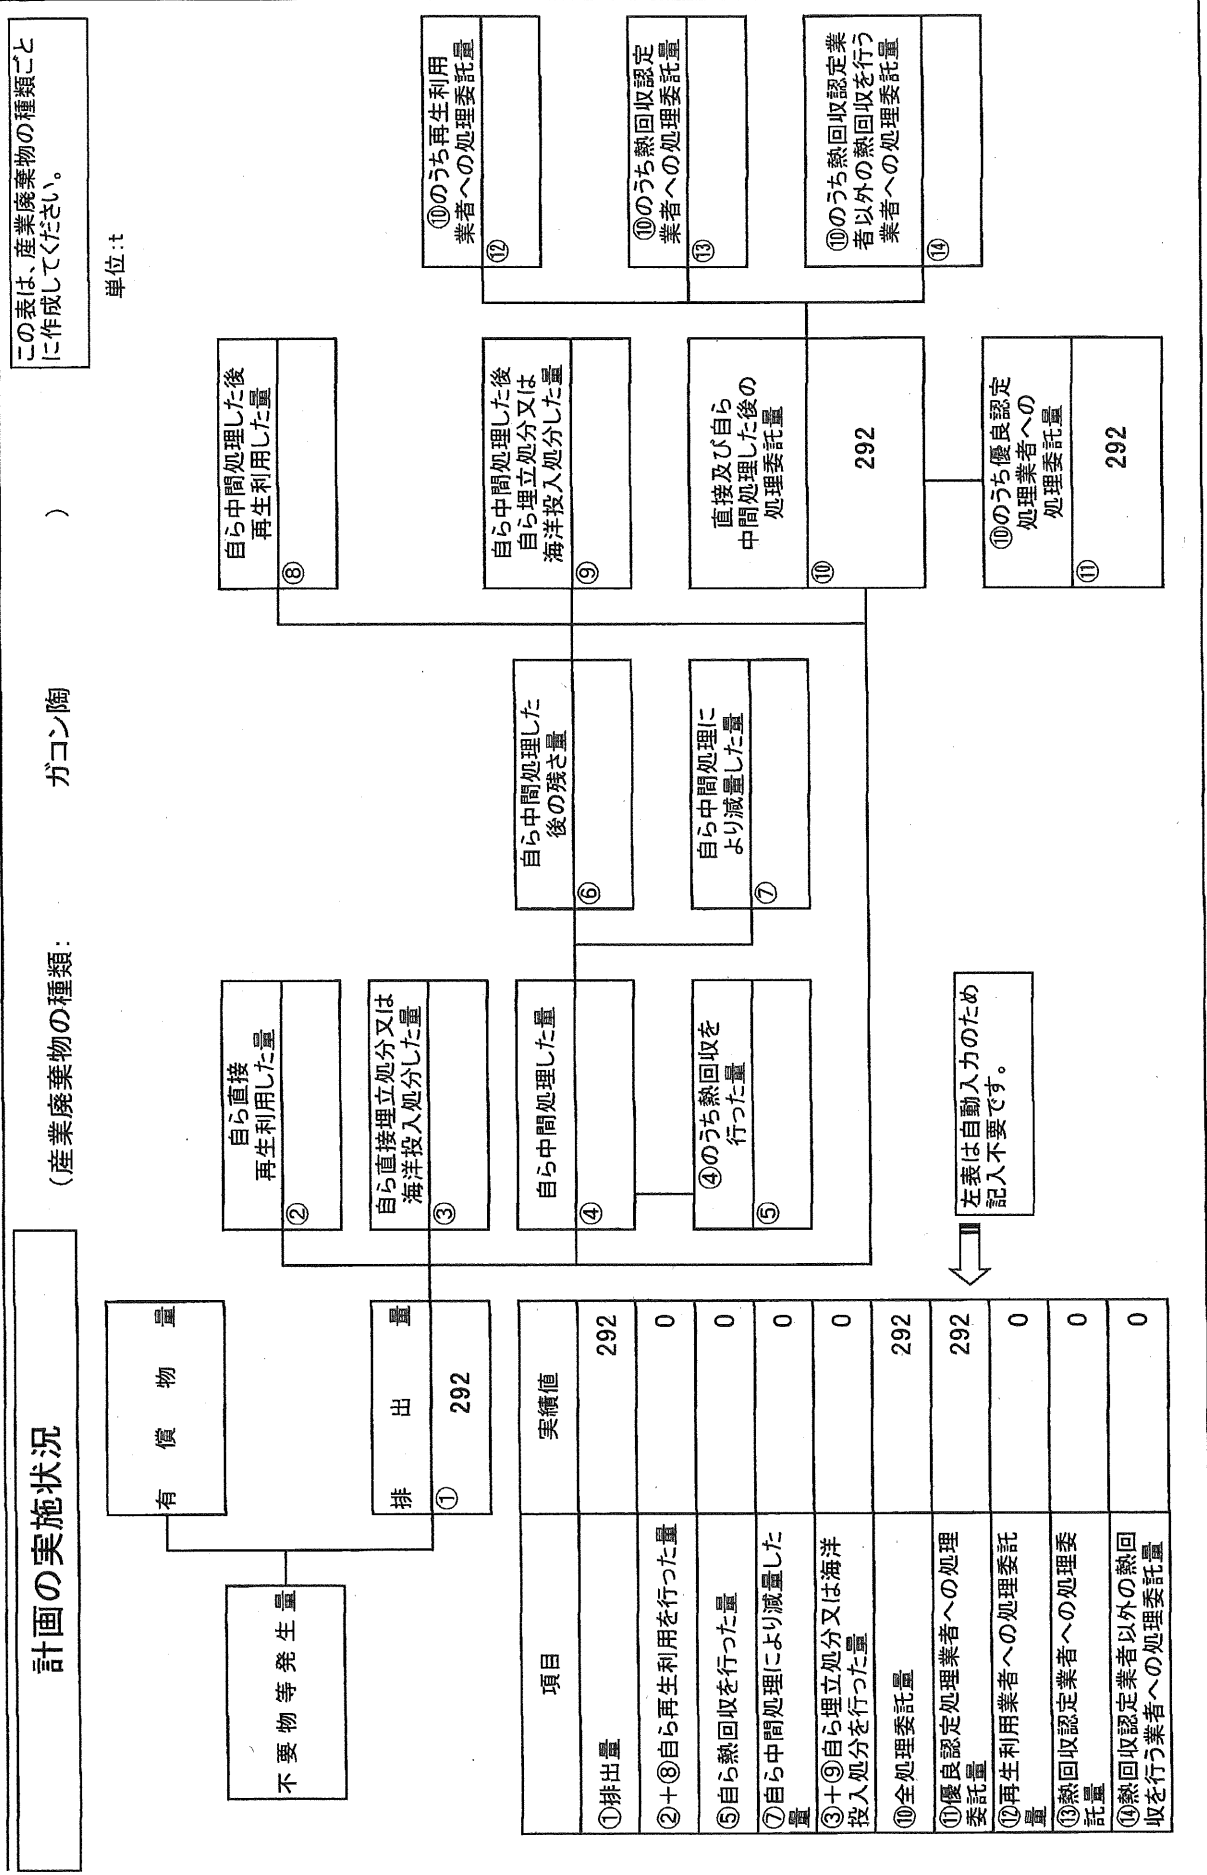 計画の実施状況
(産業廃棄物の種類: ガコン陶 )
この表は、産業廃棄物の種類ごと
に作成してください。
単位:t
不要物等発生量
有償物量
排出量
①
292
自ら直接
再生利用した量
②
自ら直接埋立処分又は
海洋投入処分した量
③
自ら中間処理した量
④
④のうち熱回収を
行った量
⑤
自ら中間処理した
後の残さ量
⑥
自ら中間処理に
より減量した量
⑦
自ら中間処理した後
再生利用した量
⑧
自ら中間処理した後
自ら埋立処分又は
海洋投入処分した量
⑨
直接及び自ら
中間処理した後の
処理委託量
⑩
292
⑩のうち優良認定
処理業者への
処理委託量
⑪
292
⑩のうち再生利用
業者への処理委託量
⑫
⑩のうち熱回収認定
業者への処理委託量
⑬
⑩のうち熱回収認定業
者以外の熱回収を行う
業者への処理委託量
⑭
項目 実績値
①排出量 292
②+⑧自ら再生利用を行った量 0
⑤自ら熱回収を行った量 0
⑦自ら中間処理により減量した
量 0
③+⑨自ら埋立処分又は海洋
投入処分を行った量 0
⑩全処理委託量 292
⑪優良認定処理業者への処理
委託量 292
⑫再生利用業者への処理委託
量 0
⑬熱回収認定業者への処理委
託量 0
⑭熱回収認定業者以外の熱回
収を行う業者への処理委託量 0
左表は自動入力のため
記入不要です。